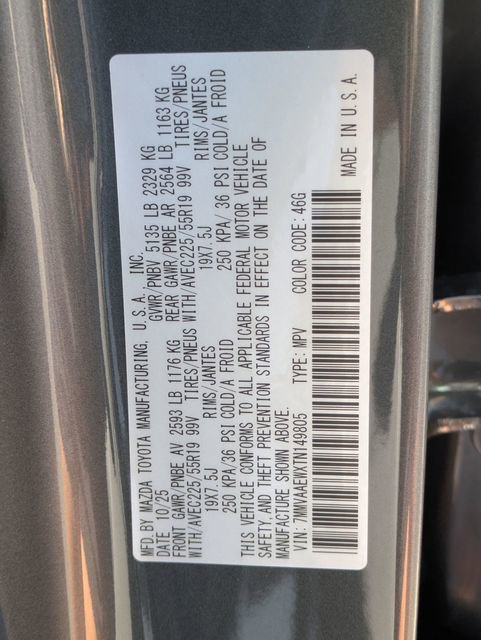 MFD.BY MAZDA TOYOTA MANUFACTURING, U.S.A., INC.
DATE 10/25 GVWR/PNBV 5135 LB 2329 KG
FRONT GAWR/PNBE AV 2593 LB 1176 KG REAR GAWR/PNBE AR 2564 LB 1163 KG
WITH/AVEC225/55R19 99V TIRES/PNEUS WITH/AVEC225/55R19 99V TIRES/PNEUS
19X7.5J RIMS/JANTES 19X7.5J RIMS/JANTES
250 KPA/36 PSI COLD/A FROID 250 KPA/36 PSI COLD/A FROID
THIS VEHICLE CONFORMS TO ALL APPLICABLE FEDERAL MOTOR VEHICLE
SAFETY,AND THEFT PREVENTION STANDARDS IN EFFECT ON THE DATE OF
MANUFACTURE SHOWN ABOVE.
VIN: 7MMVAAEWXTN149805 TYPE: MPV COLOR CODE: 46G
MADE IN U.S.A.